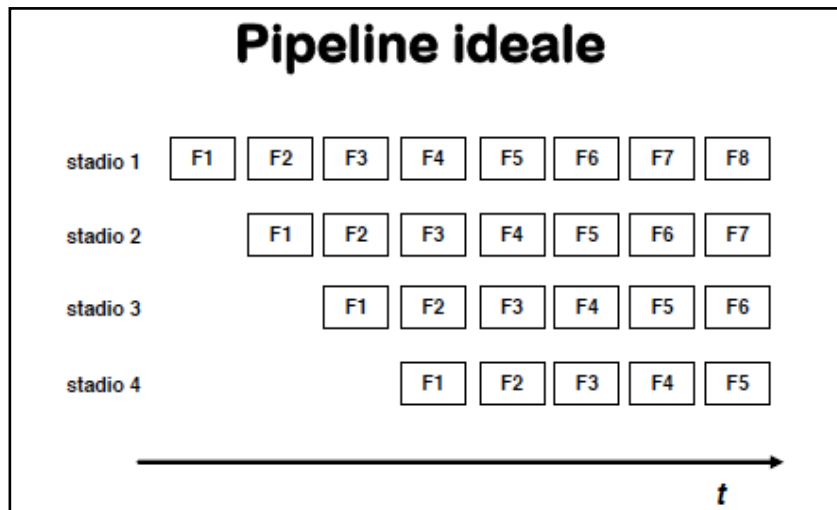 Pipeline ideale
stadio 1 F1 F2 F3 F4 F5 F6 F7 F8
stadio 2 F1 F2 F3 F4 F5 F6 F7
stadio 3 F1 F2 F3 F4 F5 F6
stadio 4 F1 F2 F3 F4 F5
t